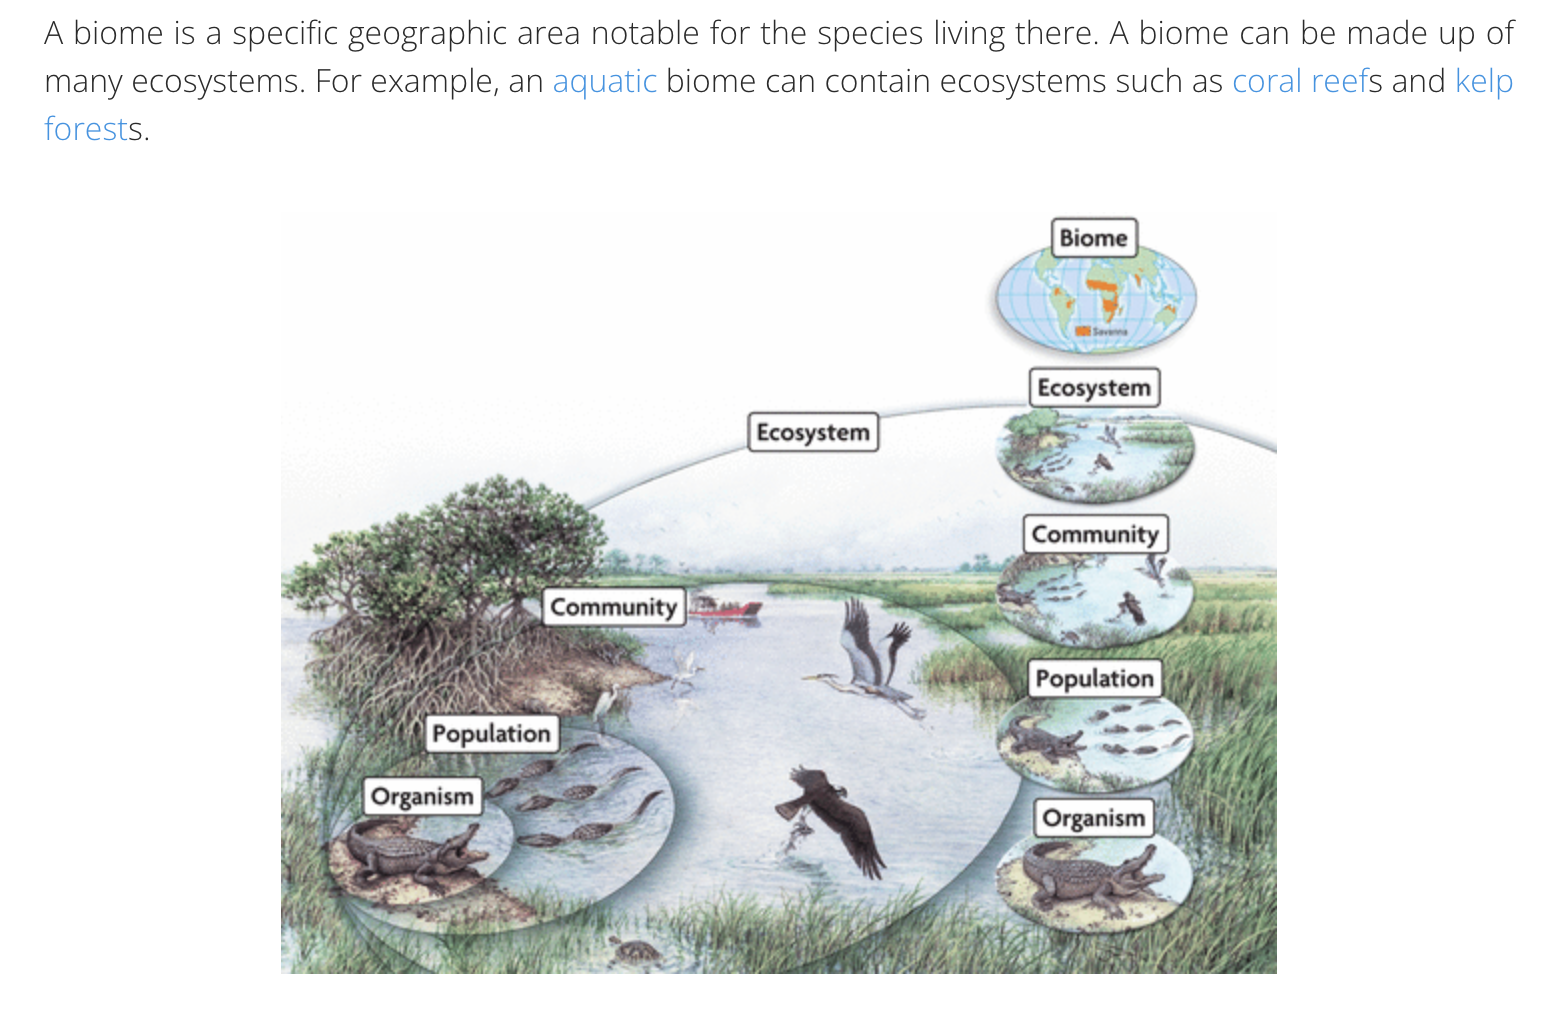 A biome is a specific geographic area notable for the species living there. A biome can be made up of
many ecosystems. For example, an aquatic biome can contain ecosystems such as coral reefs and kelp
forests.
Biome
Savanna
Ecosystem
Ecosystem
Community
Community
Population
Population
Organism
Organism